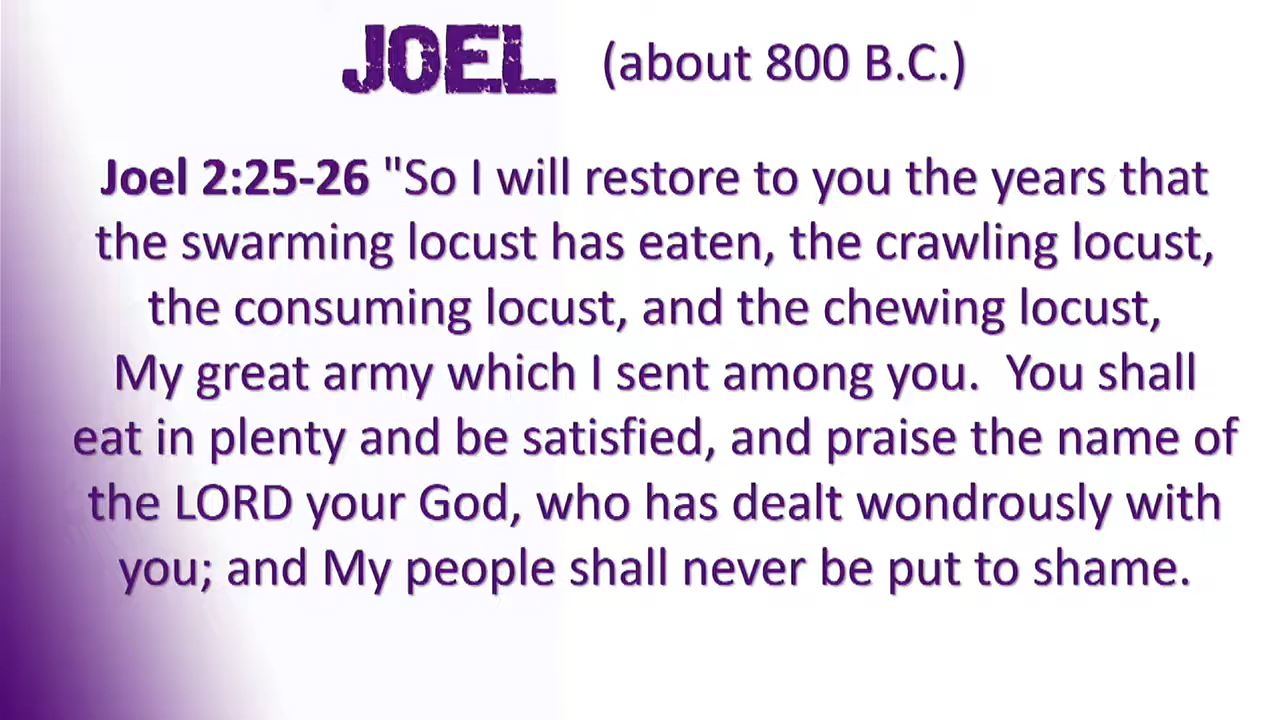 JOEL (about 800 B.C.)
Joel 2:25-26 "So I will restore to you the years that
the swarming locust has eaten, the crawling locust,
the consuming locust, and the chewing locust,
My great army which I sent among you.  You shall
eat in plenty and be satisfied, and praise the name of
the LORD your God, who has dealt wondrously with
you; and My people shall never be put to shame.